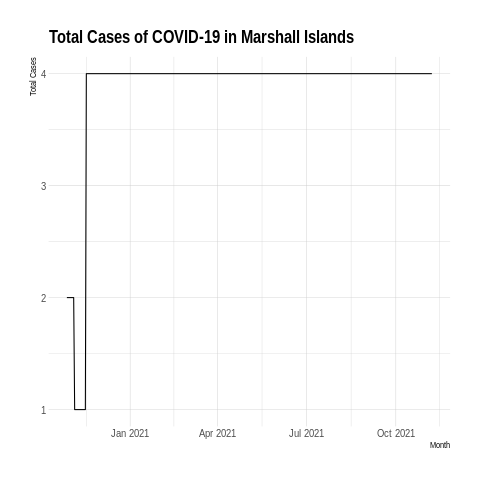 Total Cases of COVID-19 in Marshall Islands
Total Cases
4
3
2
1
Jan 2021 Apr 2021 Jul 2021 Oct 2021
Month